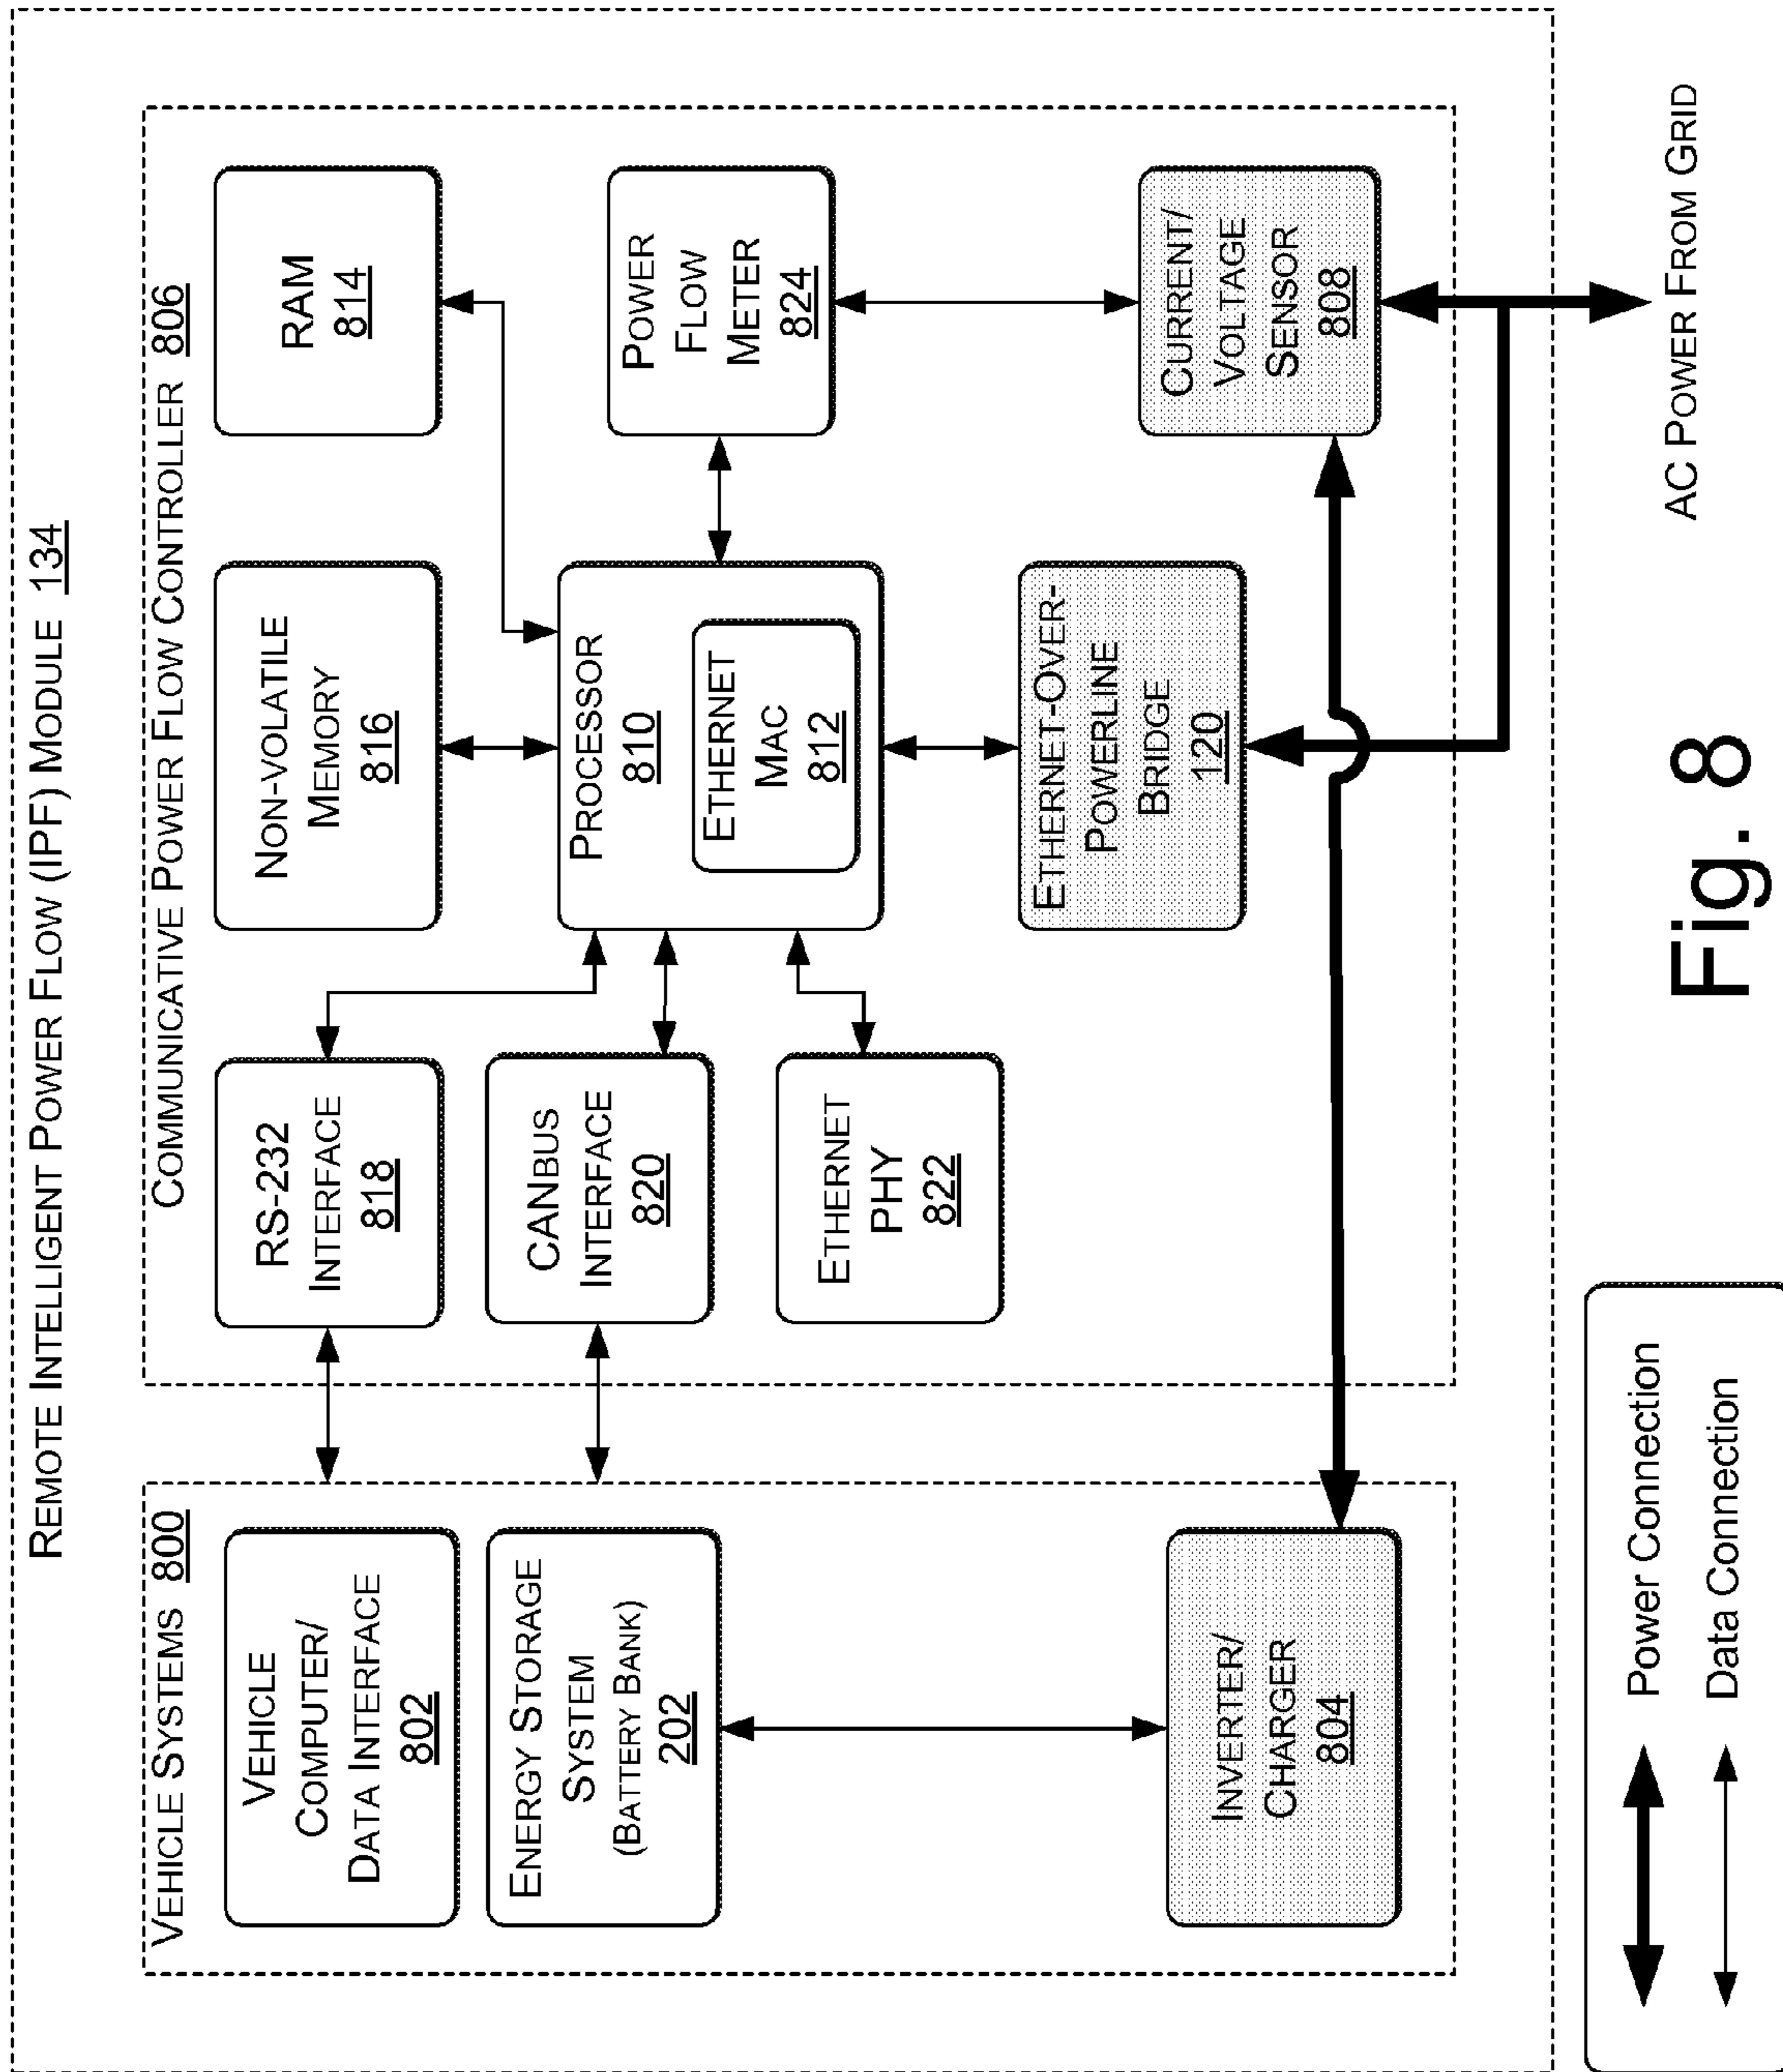 REMOTE INTELLIGENT POWER FLOW (IPF) MODULE 134
VEHICLE SYSTEMS 800
VEHICLE
COMPUTER/
DATA INTERFACE
802
ENERGY STORAGE
SYSTEM
(BATTERY BANK)
202
INVERTER/
CHARGER
804
COMMUNICATIVE POWER FLOW CONTROLLER 806
RS-232
INTERFACE
818
CANBUS
INTERFACE
820
ETHERNET
PHY
822
NON-VOLATILE
MEMORY
816
PROCESSOR
810
ETHERNET
MAC
812
ETHERNET-OVER-
POWERLINE
BRIDGE
120
RAM
814
POWER
FLOW
METER
824
CURRENT/
VOLTAGE
SENSOR
808
AC POWER FROM GRID
Power Connection
Data Connection
Fig. 8